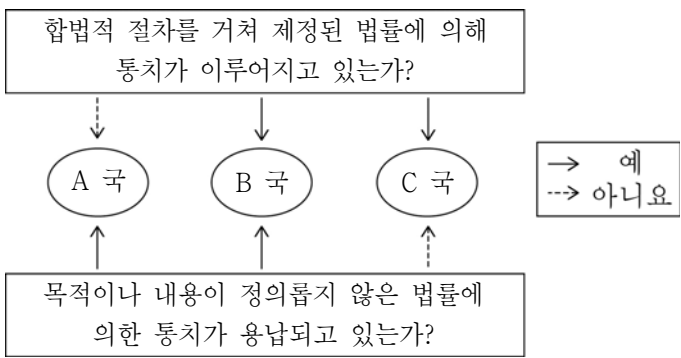 합법적 절차를 거쳐 제정된 법률에 의해
통치가 이루어지고 있는가?
A 국
B 국
C 국
예
아니요
목적이나 내용이 정의롭지 않은 법률에
의한 통치가 용납되고 있는가?